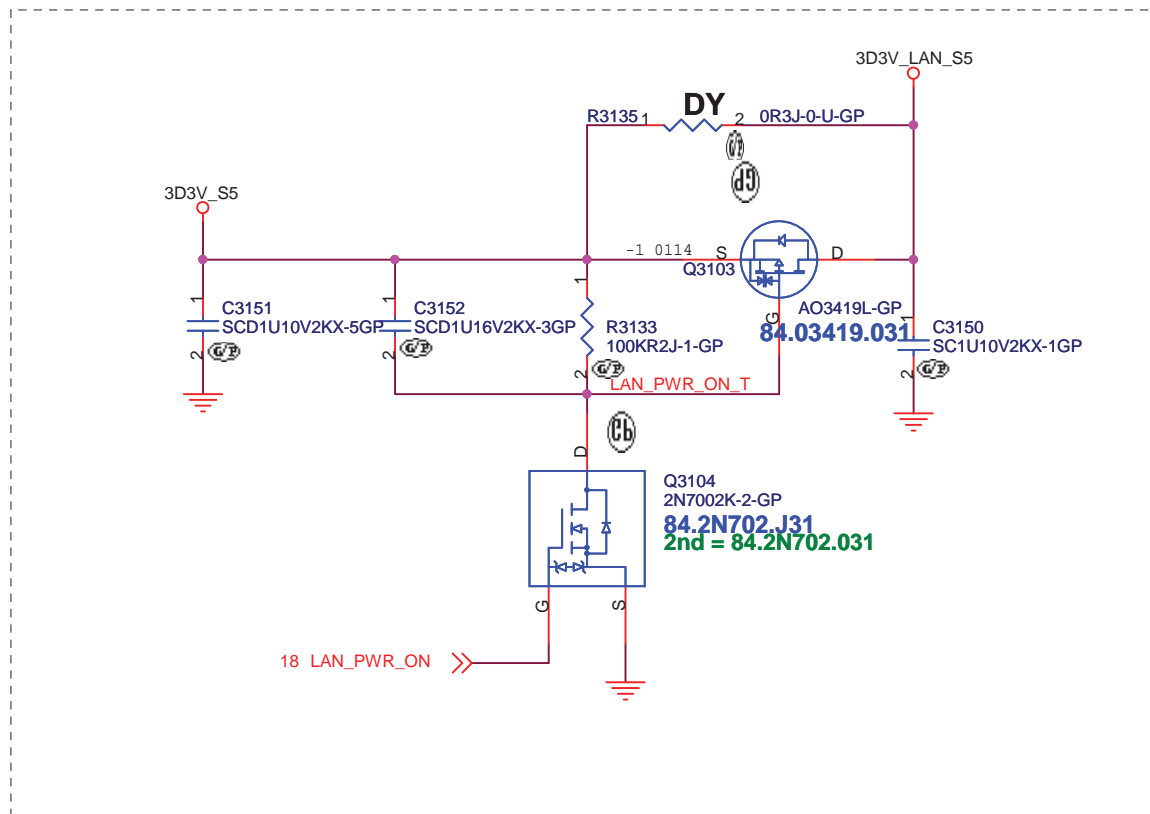 3D3V_LAN_S5
DY
R3135 1
2 0R3J-0-U-GP
G/P
GP
3D3V_S5
-1 0114
S
D
Q3103
1
1
1
C3151
SCD1U10V2KX-5GP
C3152
SCD1U16V2KX-3GP
R3133
100KR2J-1-GP
G
AO3419L-GP
84.03419.031
1
C3150
SC1U10V2KX-1GP
2
G/P
2
G/P
2
G/P
2
G/P
LAN_PWR_ON_T
D
Q3104
2N7002K-2-GP
84.2N702.J31
2nd = 84.2N702.031
G
S
18 LAN_PWR_ON